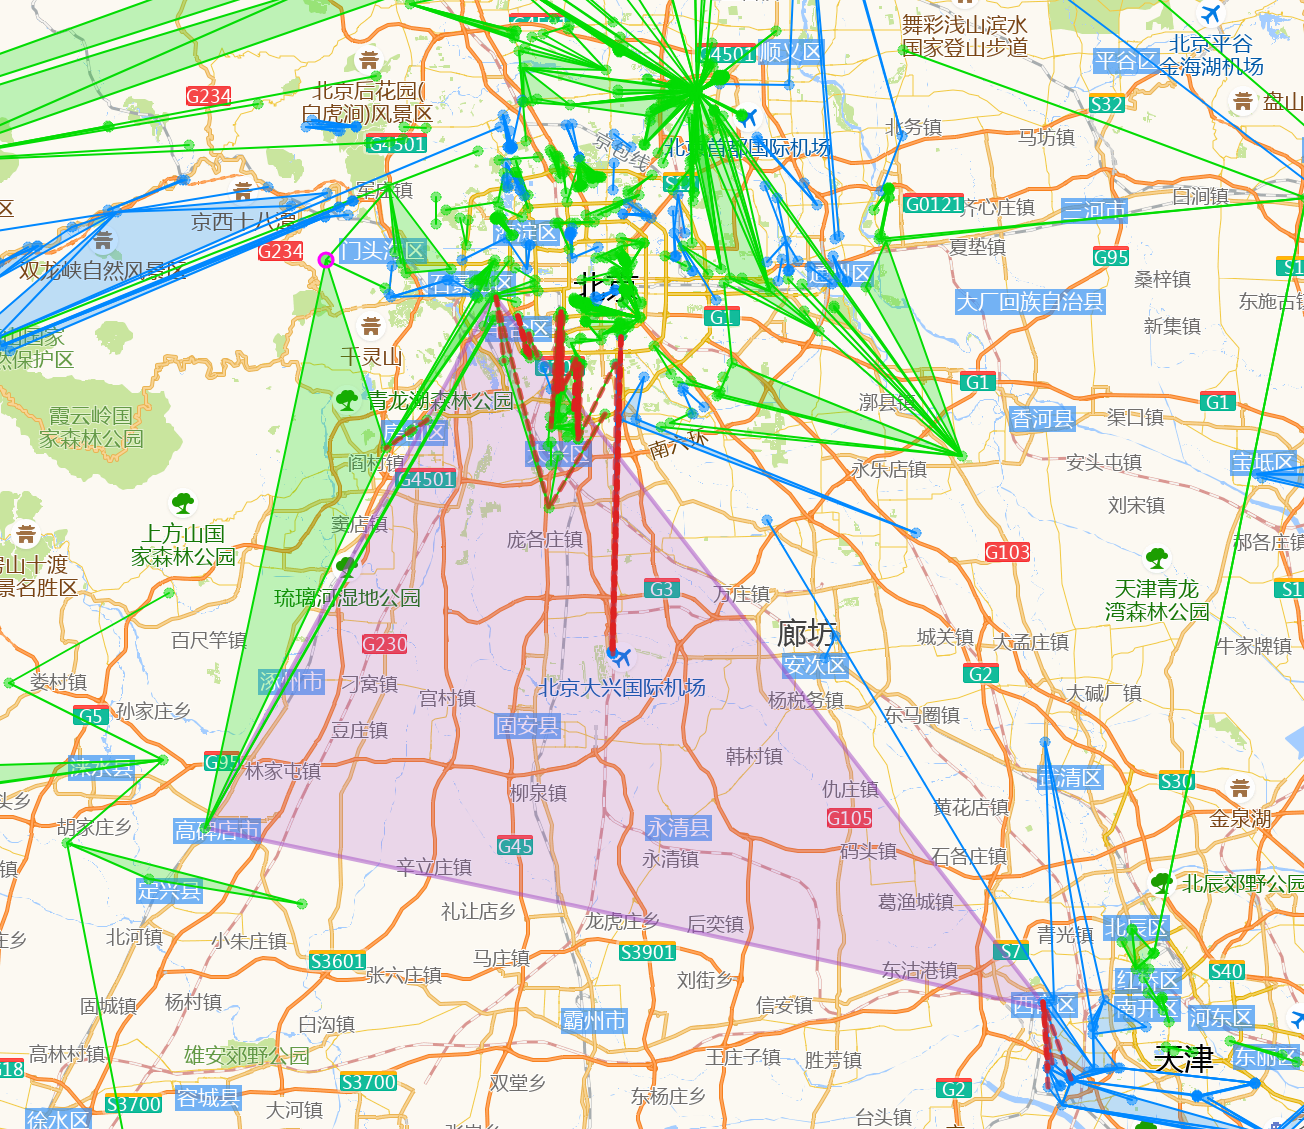 舞彩浅山滨水
国家登山步道
北京平谷
金海湖机场
顺义区
G4501
平谷区
北京后花园(
白虎涧)风景区
G234
S32
盘山
北务镇
马坊镇
G4501
京包线
北京首都国际机场
军庄镇
G0121
齐心庄镇
三河市
白涧镇
区
京西十八潭
G234
门头沟区
海淀区
夏垫镇
G95
双龙峡自然风景区
通州区
桑梓镇
北京
大厂回族自治县
东施古镇
G1
新集镇
丰台区
千灵山
然保护区
G1
G1
青龙湖森林公园
漷县镇
香河县
渠口镇
霞云岭国
家森林公园
房山区
南六环
大兴区
阎村镇
G4501
永乐店镇
安头屯镇
宝坻区
刘宋镇
上方山国
家森林公园
窦店镇
庞各庄镇
G103
郝各庄镇
房山十渡
景名胜区
琉璃河湿地公园
G3
万庄镇
天津青龙
湾森林公园
百尺竿镇
G230
廊坊
城关镇
大孟庄镇
牛家牌镇
安次区
G2
娄村镇
涿州市
刁窝镇
宫村镇
北京大兴国际机场
杨税务镇
大碱厂镇
G5
孙家庄乡
豆庄镇
固安县
东马圈镇
涞水县
G95
林家屯镇
韩村镇
武清区
S30
头乡
柳泉镇
仇庄镇
黄花店镇
金泉湖
胡家庄乡
高碑店市
永清县
G105
G45
永清镇
码头镇
石各庄镇
定兴县
辛立庄镇
北辰郊野公园
礼让店乡
龙虎庄乡
后奕镇
葛渔城镇
北辰区
北河镇
小朱庄镇
青光镇
S3601
马庄镇
S3901
S7
张六庄镇
刘街乡
东沽港镇
红桥区
S40
固城镇
杨村镇
信安镇
西青区
南开区
河东区
白沟镇
霸州市
高林村镇
雄安郊野公园
王庄子镇
胜芳镇
天津
东丽区
S3700
双堂乡
G2
容城县
S3700
大河镇
东杨庄乡
徐水区
台头镇